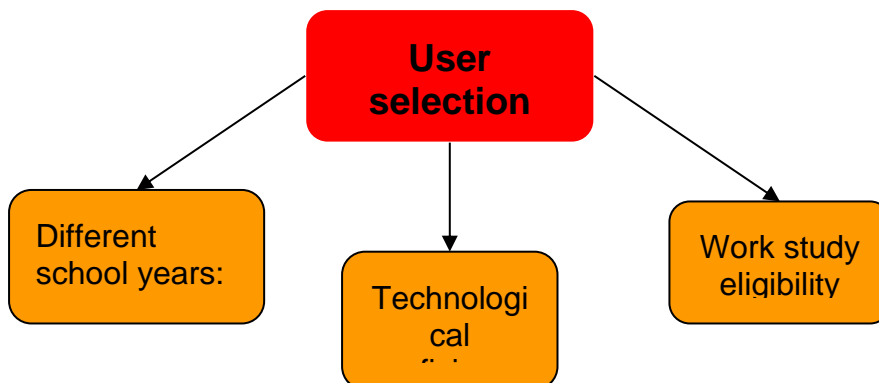 User
selection
Different
school years:
Technologi
cal
Work study
eligibility